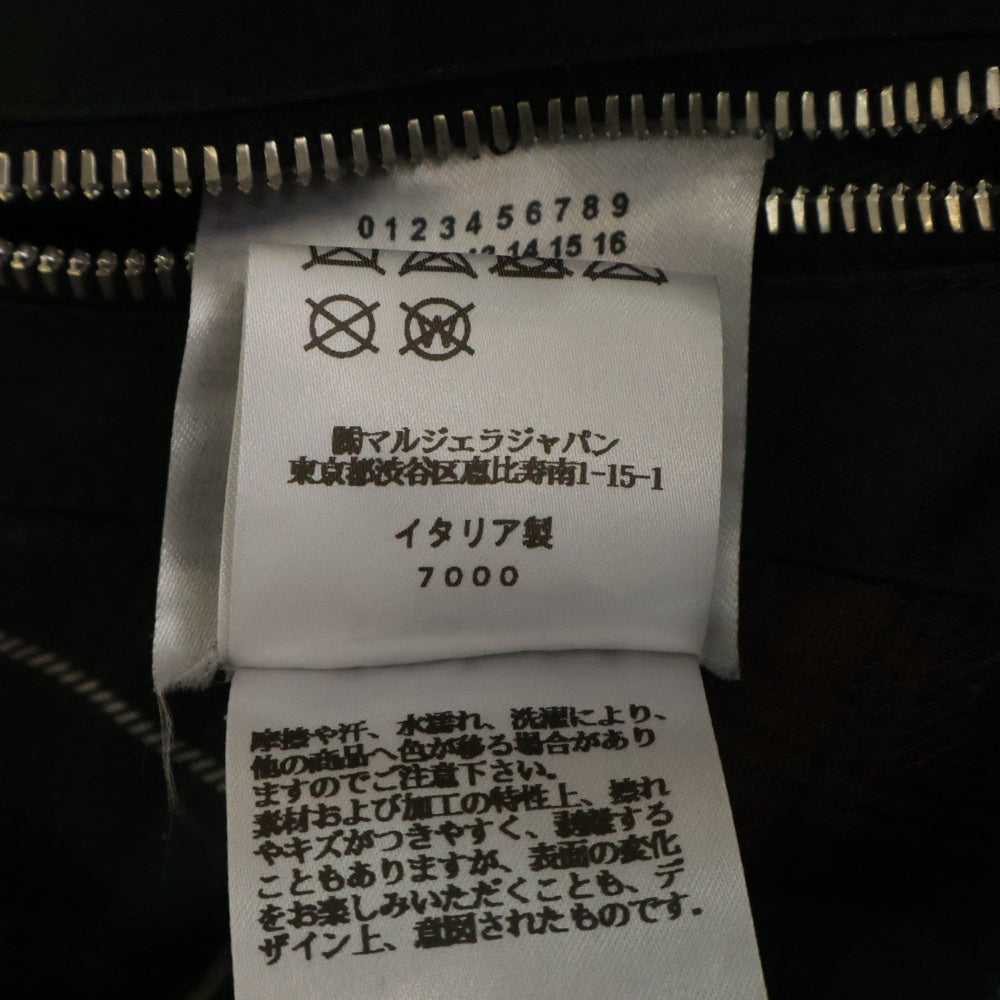 0 1 2 3 4 5 6 7 8 9
14 15 16
W
㈱マルジェラジャパン
東京都渋谷区恵比寿南1-15-1
イタリア製
7000
摩擦や汗、水濡れ、洗濯により、
他の商品へ色が移る場合があり
ますのでご注意下さい。
素材および加工の特性上、擦れ
やキズがつきやすく、剥離する
こともありますが、表面の変化
をお楽しみいただくことも、デ
ザイン上、意図されたものです。